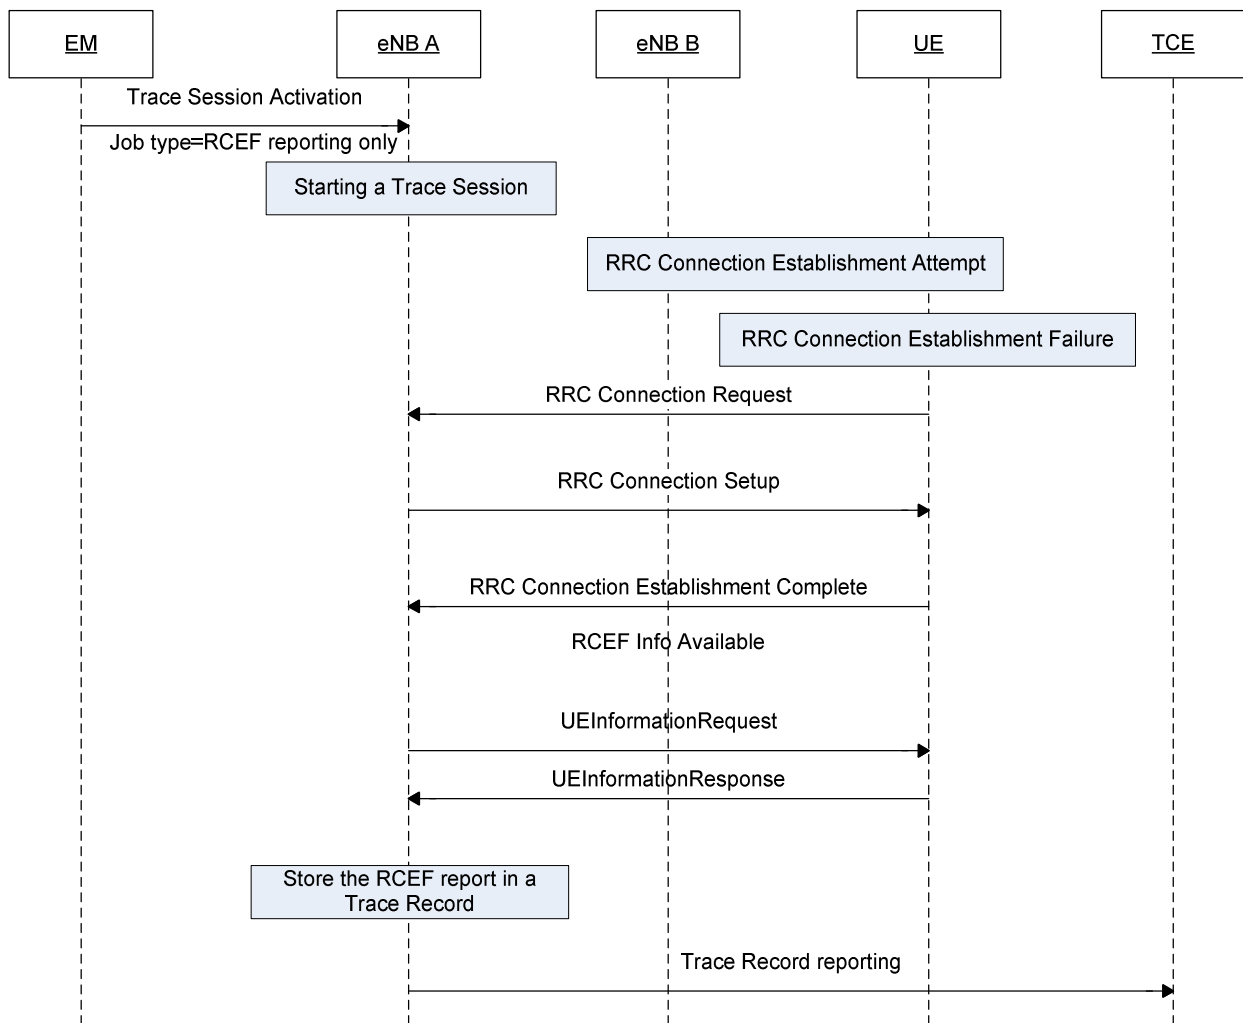 EM
eNB A
eNB B
UE
TCE
Trace Session Activation
Job type=RCEF reporting only
Starting a Trace Session
RRC Connection Establishment Attempt
RRC Connection Establishment Failure
RRC Connection Request
RRC Connection Setup
RRC Connection Establishment Complete
RCEF Info Available
UEInformationRequest
UEInformationResponse
Store the RCEF report in a
Trace Record
Trace Record reporting